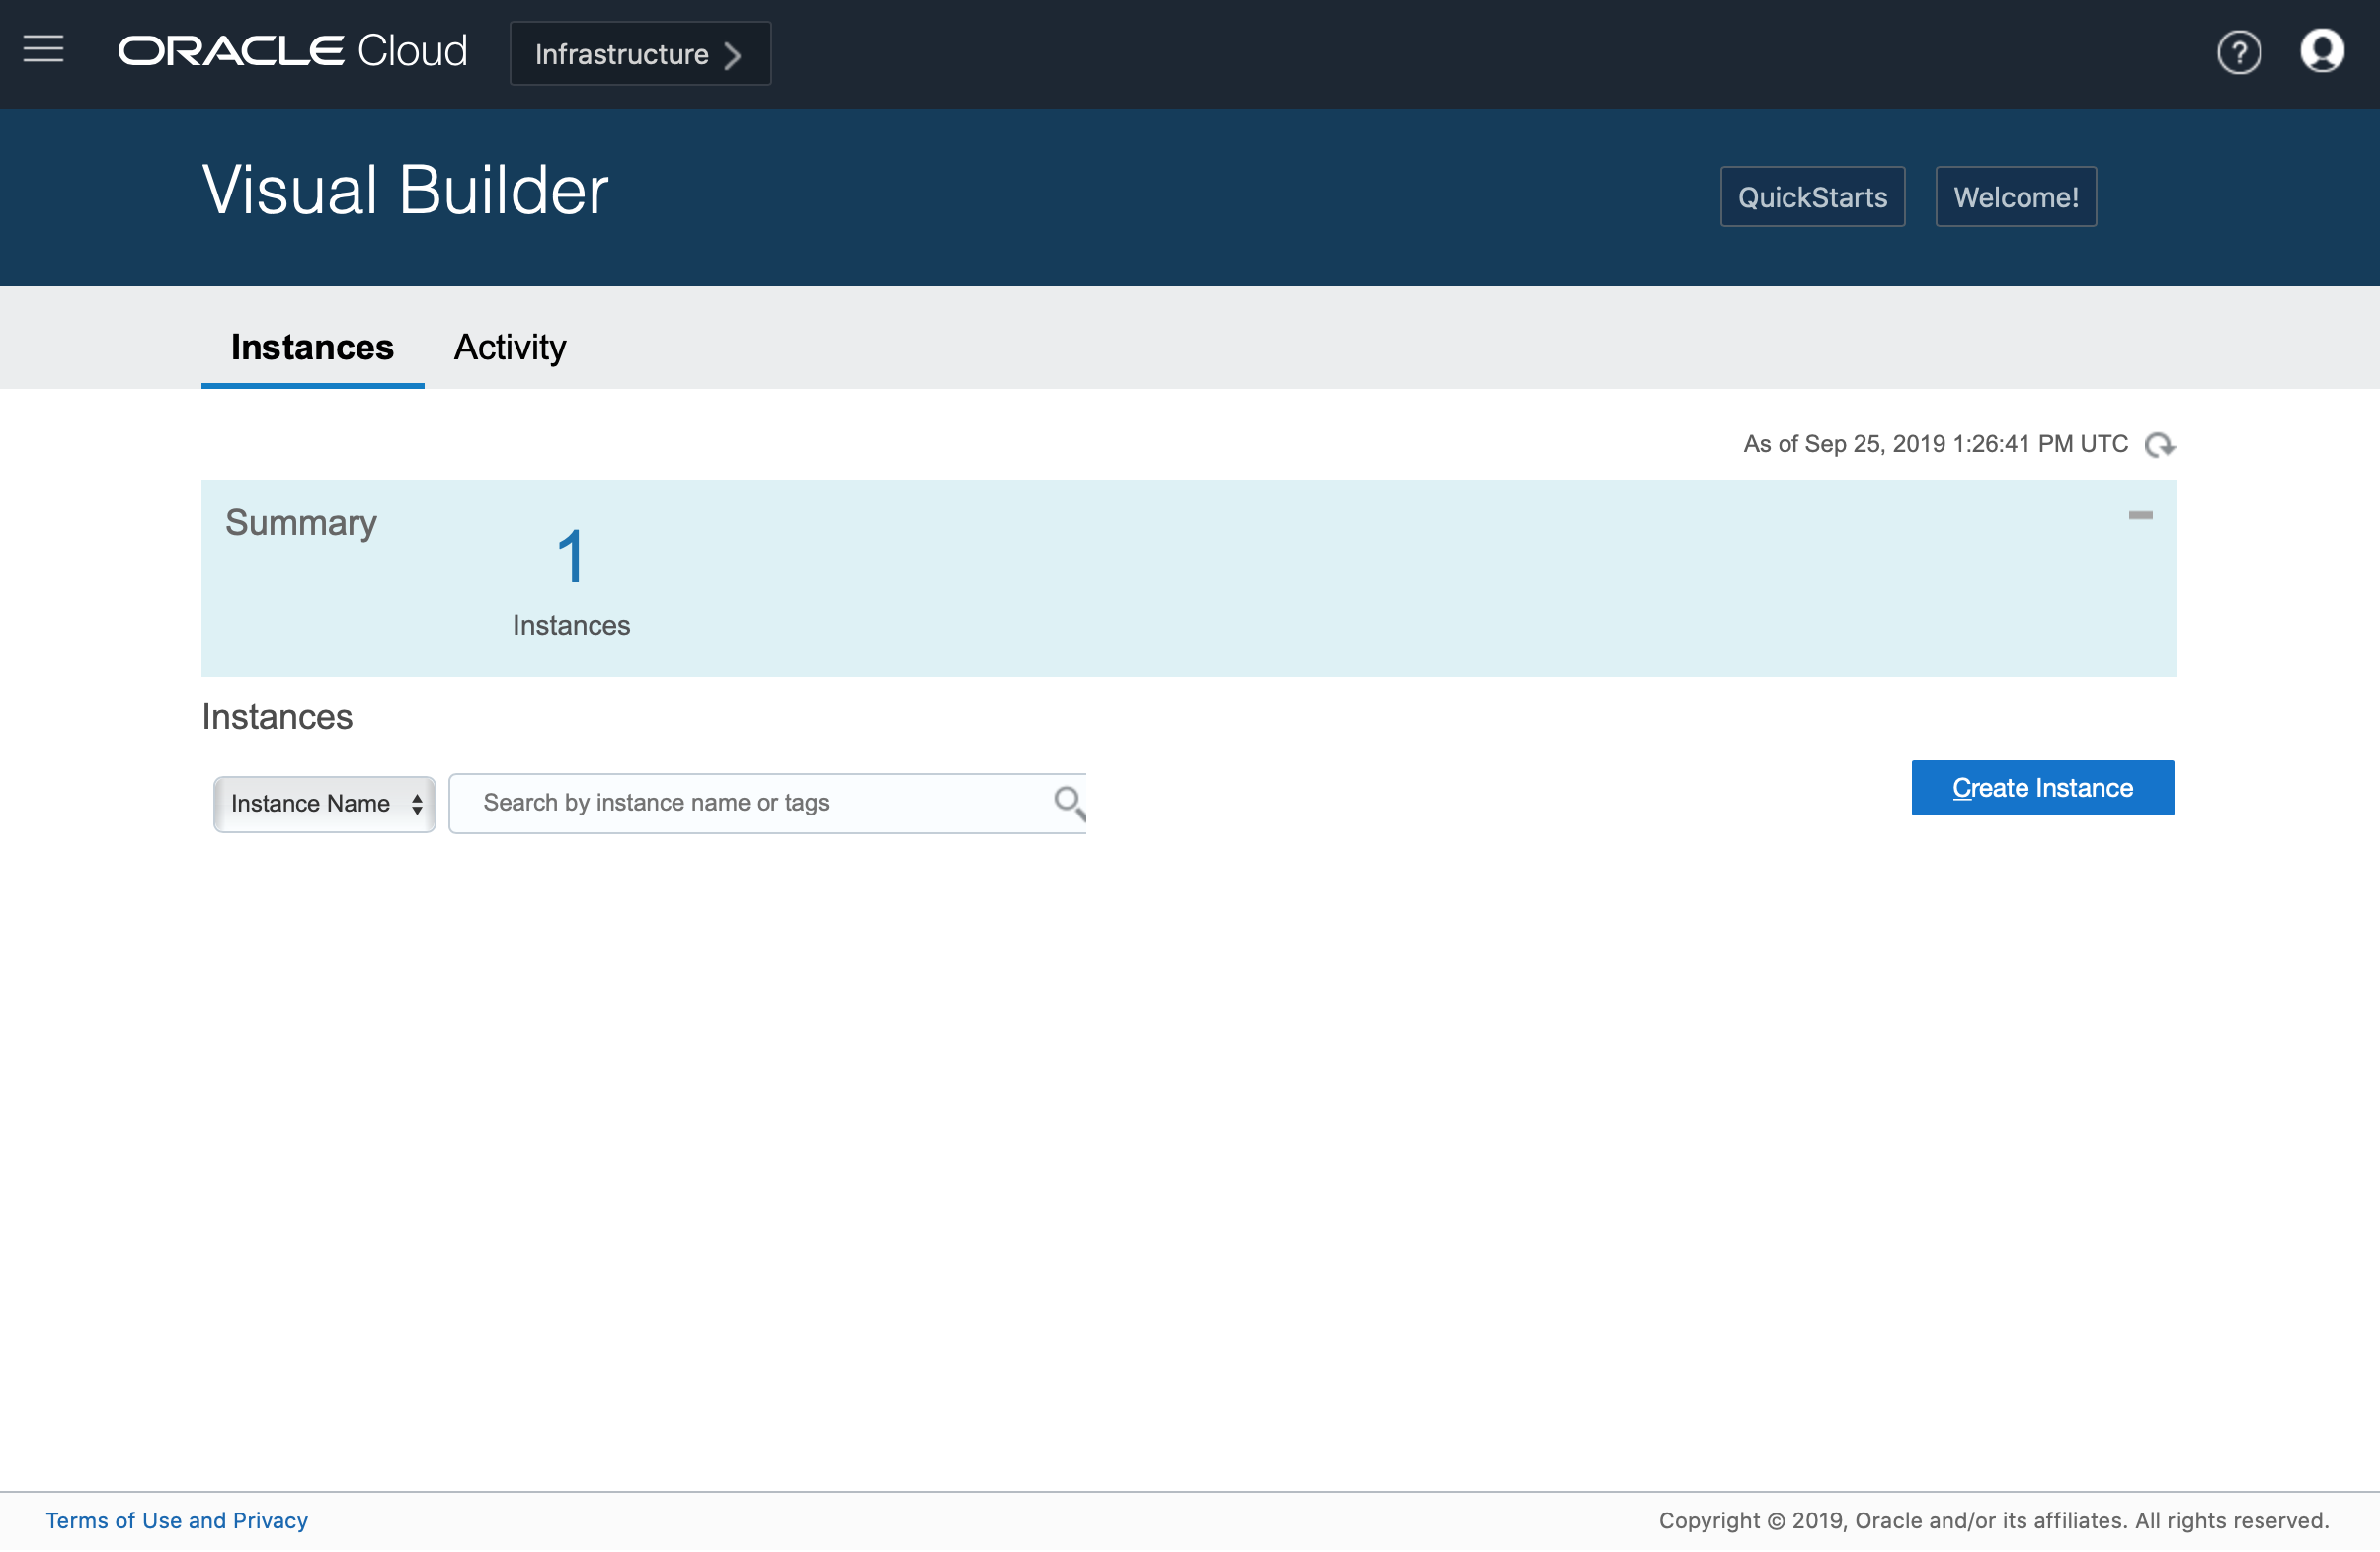 ORACLE Cloud Infrastructure
Visual Builder
QuickStarts Welcome!
Instances Activity
As of Sep 25, 2019 1:26:41 PM UTC
Summary
1
Instances
Instances
Instance Name Search by instance name or tags Create Instance
Terms of Use and Privacy Copyright © 2019, Oracle and/or its affiliates. All rights reserved.